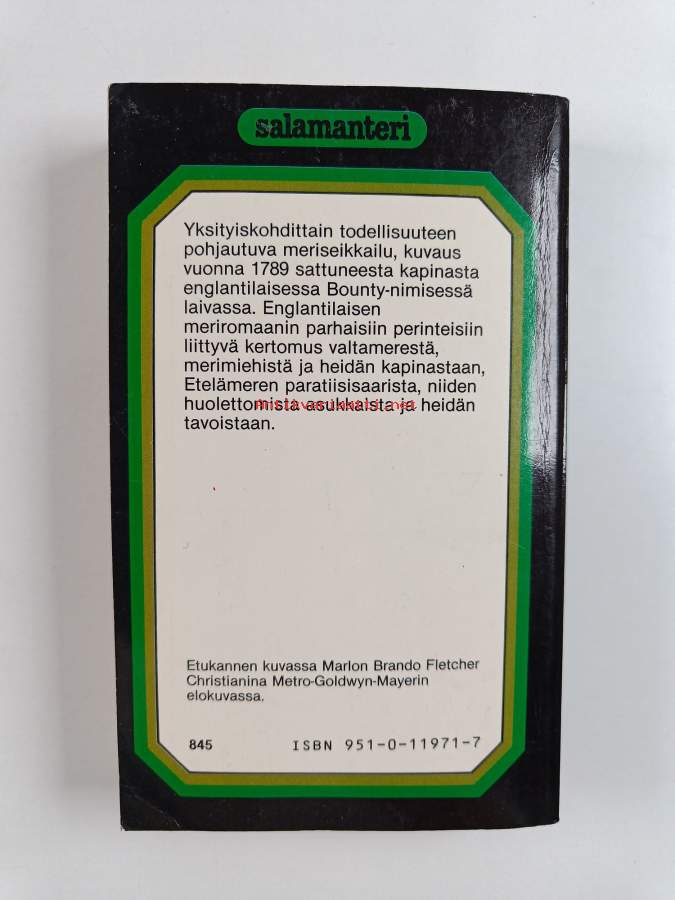 salamanteri
Yksityiskohdittain todellisuuteen
pohjautuva meriseikkailu, kuvaus
vuonna 1789 sattuneesta kapinasta
englantilaisessa Bounty-nimisessä
laivassa. Englantilaisen
meriromaanin parhaisiin perinteisiin
liittyvä kertomus valtamerestä,
merimiehistä ja heidän kapinastaan,
Etelämeren paratiisisaarista, niiden
huolettomista asukkaista ja heidän
Antikvariaatti.net
tavoistaan.
Etukannen kuvassa Marlon Brando Fletcher
Christianina Metro-Goldwyn-Mayerin
elokuvassa.
845 ISBN 951-0-11971-7